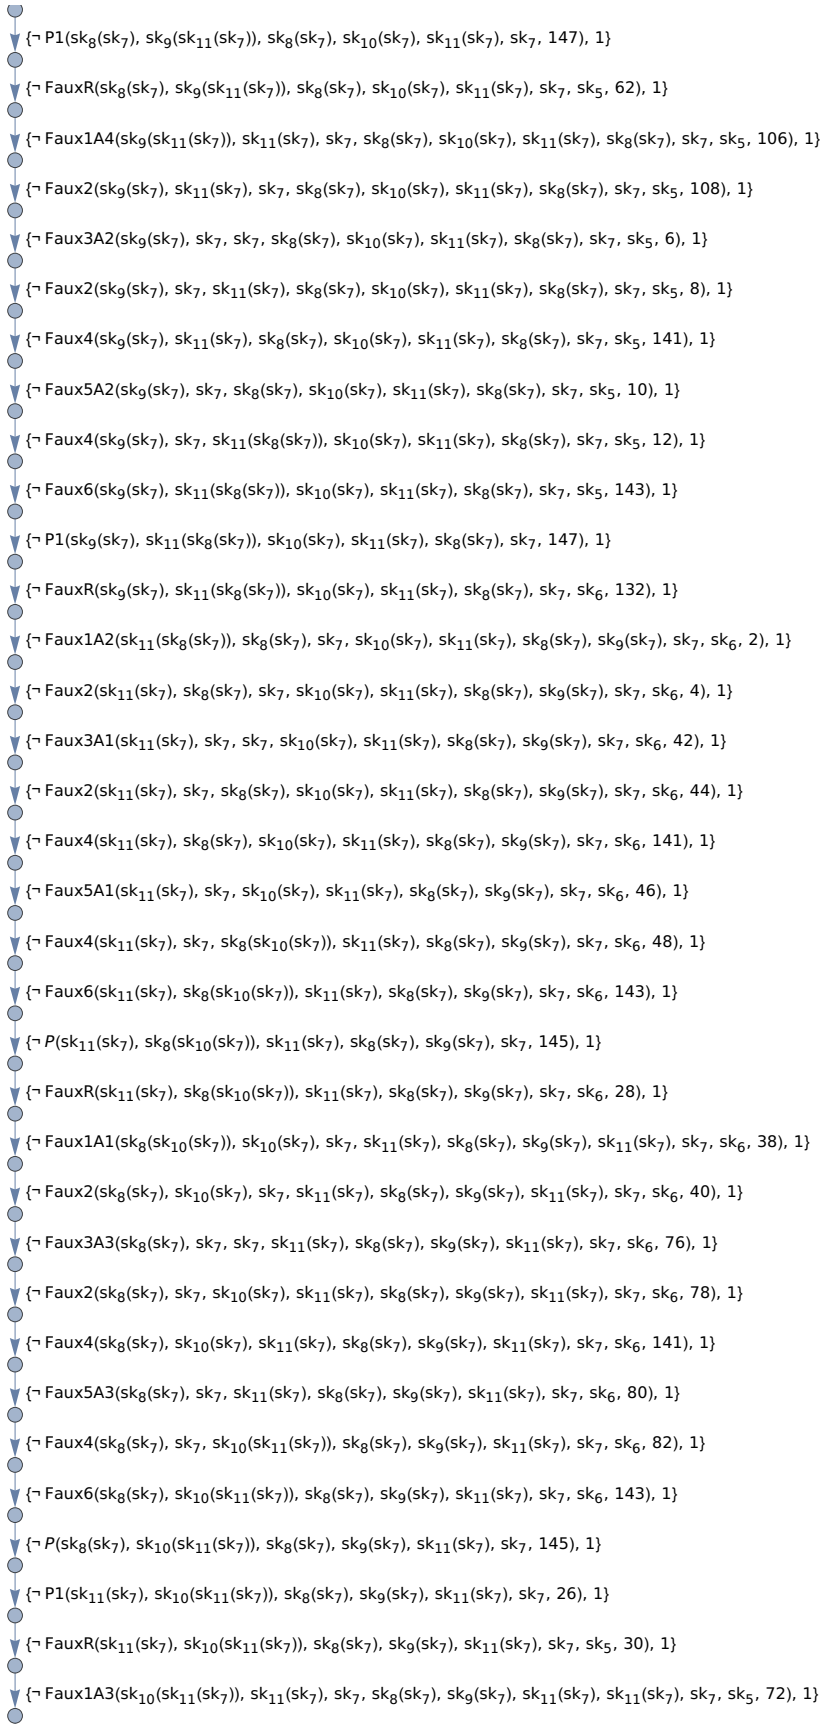 {¬ P1(sk₈(sk₇), sk₉(sk₁₁(sk₇)), sk₈(sk₇), sk₁₀(sk₇), sk₁₁(sk₇), sk₇, 147), 1}
{¬ FauxR(sk₈(sk₇), sk₉(sk₁₁(sk₇)), sk₈(sk₇), sk₁₀(sk₇), sk₁₁(sk₇), sk₇, sk₅, 62), 1}
{¬ Faux1A4(sk₉(sk₁₁(sk₇)), sk₁₁(sk₇), sk₇, sk₈(sk₇), sk₁₀(sk₇), sk₁₁(sk₇), sk₈(sk₇), sk₇, sk₅, 106), 1}
{¬ Faux2(sk₉(sk₇), sk₁₁(sk₇), sk₇, sk₈(sk₇), sk₁₀(sk₇), sk₁₁(sk₇), sk₈(sk₇), sk₇, sk₅, 108), 1}
{¬ Faux3A2(sk₉(sk₇), sk₇, sk₇, sk₈(sk₇), sk₁₀(sk₇), sk₁₁(sk₇), sk₈(sk₇), sk₇, sk₅, 6), 1}
{¬ Faux2(sk₉(sk₇), sk₇, sk₁₁(sk₇), sk₈(sk₇), sk₁₀(sk₇), sk₁₁(sk₇), sk₈(sk₇), sk₇, sk₅, 8), 1}
{¬ Faux4(sk₉(sk₇), sk₁₁(sk₇), sk₈(sk₇), sk₁₀(sk₇), sk₁₁(sk₇), sk₈(sk₇), sk₇, sk₅, 141), 1}
{¬ Faux5A2(sk₉(sk₇), sk₇, sk₈(sk₇), sk₁₀(sk₇), sk₁₁(sk₇), sk₈(sk₇), sk₇, sk₅, 10), 1}
{¬ Faux4(sk₉(sk₇), sk₇, sk₁₁(sk₈(sk₇)), sk₁₀(sk₇), sk₁₁(sk₇), sk₈(sk₇), sk₇, sk₅, 12), 1}
{¬ Faux6(sk₉(sk₇), sk₁₁(sk₈(sk₇)), sk₁₀(sk₇), sk₁₁(sk₇), sk₈(sk₇), sk₇, sk₅, 143), 1}
{¬ P1(sk₉(sk₇), sk₁₁(sk₈(sk₇)), sk₁₀(sk₇), sk₁₁(sk₇), sk₈(sk₇), sk₇, 147), 1}
{¬ FauxR(sk₉(sk₇), sk₁₁(sk₈(sk₇)), sk₁₀(sk₇), sk₁₁(sk₇), sk₈(sk₇), sk₇, sk₆, 132), 1}
{¬ Faux1A2(sk₁₁(sk₈(sk₇)), sk₈(sk₇), sk₇, sk₁₀(sk₇), sk₁₁(sk₇), sk₈(sk₇), sk₉(sk₇), sk₇, sk₆, 2), 1}
{¬ Faux2(sk₁₁(sk₇), sk₈(sk₇), sk₇, sk₁₀(sk₇), sk₁₁(sk₇), sk₈(sk₇), sk₉(sk₇), sk₇, sk₆, 4), 1}
{¬ Faux3A1(sk₁₁(sk₇), sk₇, sk₇, sk₁₀(sk₇), sk₁₁(sk₇), sk₈(sk₇), sk₉(sk₇), sk₇, sk₆, 42), 1}
{¬ Faux2(sk₁₁(sk₇), sk₇, sk₈(sk₇), sk₁₀(sk₇), sk₁₁(sk₇), sk₈(sk₇), sk₉(sk₇), sk₇, sk₆, 44), 1}
{¬ Faux4(sk₁₁(sk₇), sk₈(sk₇), sk₁₀(sk₇), sk₁₁(sk₇), sk₈(sk₇), sk₉(sk₇), sk₇, sk₆, 141), 1}
{¬ Faux5A1(sk₁₁(sk₇), sk₇, sk₁₀(sk₇), sk₁₁(sk₇), sk₈(sk₇), sk₉(sk₇), sk₇, sk₆, 46), 1}
{¬ Faux4(sk₁₁(sk₇), sk₇, sk₈(sk₁₀(sk₇)), sk₁₁(sk₇), sk₈(sk₇), sk₉(sk₇), sk₇, sk₆, 48), 1}
{¬ Faux6(sk₁₁(sk₇), sk₈(sk₁₀(sk₇)), sk₁₁(sk₇), sk₈(sk₇), sk₉(sk₇), sk₇, sk₆, 143), 1}
{¬ P(sk₁₁(sk₇), sk₈(sk₁₀(sk₇)), sk₁₁(sk₇), sk₈(sk₇), sk₉(sk₇), sk₇, 145), 1}
{¬ FauxR(sk₁₁(sk₇), sk₈(sk₁₀(sk₇)), sk₁₁(sk₇), sk₈(sk₇), sk₉(sk₇), sk₇, sk₆, 28), 1}
{¬ Faux1A1(sk₈(sk₁₀(sk₇)), sk₁₀(sk₇), sk₇, sk₁₁(sk₇), sk₈(sk₇), sk₉(sk₇), sk₁₁(sk₇), sk₇, sk₆, 38), 1}
{¬ Faux2(sk₈(sk₇), sk₁₀(sk₇), sk₇, sk₁₁(sk₇), sk₈(sk₇), sk₉(sk₇), sk₁₁(sk₇), sk₇, sk₆, 40), 1}
{¬ Faux3A3(sk₈(sk₇), sk₇, sk₇, sk₁₁(sk₇), sk₈(sk₇), sk₉(sk₇), sk₁₁(sk₇), sk₇, sk₆, 76), 1}
{¬ Faux2(sk₈(sk₇), sk₇, sk₁₀(sk₇), sk₁₁(sk₇), sk₈(sk₇), sk₉(sk₇), sk₁₁(sk₇), sk₇, sk₆, 78), 1}
{¬ Faux4(sk₈(sk₇), sk₁₀(sk₇), sk₁₁(sk₇), sk₈(sk₇), sk₉(sk₇), sk₁₁(sk₇), sk₇, sk₆, 141), 1}
{¬ Faux5A3(sk₈(sk₇), sk₇, sk₁₁(sk₇), sk₈(sk₇), sk₉(sk₇), sk₁₁(sk₇), sk₇, sk₆, 80), 1}
{¬ Faux4(sk₈(sk₇), sk₇, sk₁₀(sk₁₁(sk₇)), sk₈(sk₇), sk₉(sk₇), sk₁₁(sk₇), sk₇, sk₆, 82), 1}
{¬ Faux6(sk₈(sk₇), sk₁₀(sk₁₁(sk₇)), sk₈(sk₇), sk₉(sk₇), sk₁₁(sk₇), sk₇, sk₆, 143), 1}
{¬ P(sk₈(sk₇), sk₁₀(sk₁₁(sk₇)), sk₈(sk₇), sk₉(sk₇), sk₁₁(sk₇), sk₇, 145), 1}
{¬ P1(sk₁₁(sk₇), sk₁₀(sk₁₁(sk₇)), sk₈(sk₇), sk₉(sk₇), sk₁₁(sk₇), sk₇, 26), 1}
{¬ FauxR(sk₁₁(sk₇), sk₁₀(sk₁₁(sk₇)), sk₈(sk₇), sk₉(sk₇), sk₁₁(sk₇), sk₇, sk₅, 30), 1}
{¬ Faux1A3(sk₁₀(sk₁₁(sk₇)), sk₁₁(sk₇), sk₇, sk₈(sk₇), sk₉(sk₇), sk₁₁(sk₇), sk₁₁(sk₇), sk₇, sk₅, 72), 1}